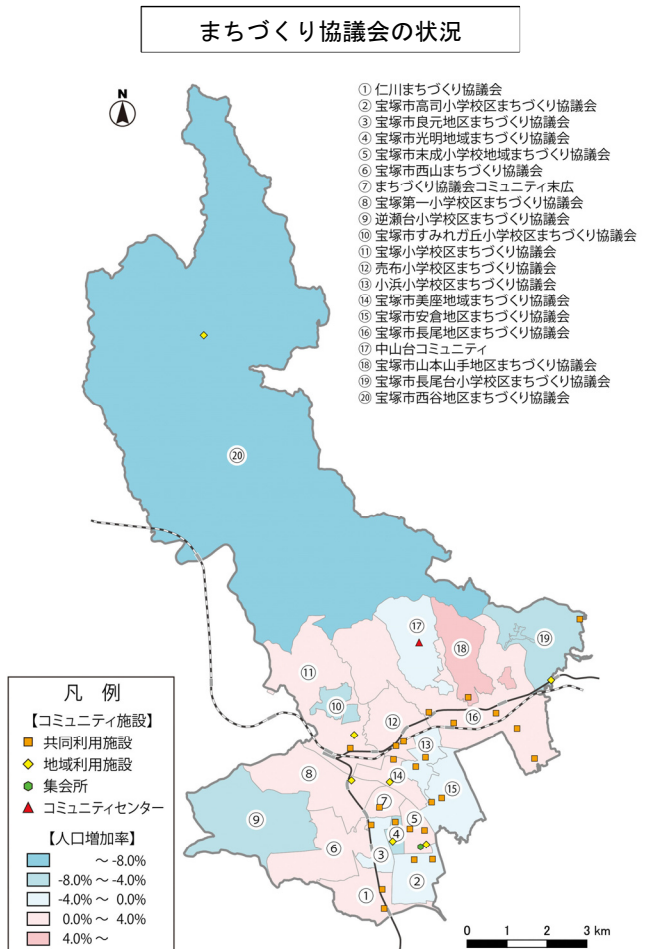 まちづくり協議会の状況
N
① 仁川まちづくり協議会
② 宝塚市高司小学校区まちづくり協議会
③ 宝塚市良元地区まちづくり協議会
④ 宝塚市光明地域まちづくり協議会
⑤ 宝塚市末成小学校地域まちづくり協議会
⑥ 宝塚市西山まちづくり協議会
⑦ まちづくり協議会コミュニティ末広
⑧ 宝塚第一小学校区まちづくり協議会
⑨ 逆瀬台小学校区まちづくり協議会
⑩ 宝塚市すみれガ丘小学校区まちづくり協議会
⑪ 宝塚小学校区まちづくり協議会
⑫ 売布小学校区まちづくり協議会
⑬ 小浜小学校区まちづくり協議会
⑭ 宝塚市美座地域まちづくり協議会
⑮ 宝塚市安倉地区まちづくり協議会
⑯ 宝塚市長尾地区まちづくり協議会
⑰ 中山台コミュニティ
⑱ 宝塚市山本山手地区まちづくり協議会
⑲ 宝塚市長尾台小学校区まちづくり協議会
⑳ 宝塚市西谷地区まちづくり協議会
⑳
⑰
⑱
⑲
⑪
⑩
⑫
⑯
⑬
⑧
⑭
⑮
⑦
⑨
⑤
④
⑥
③
②
①
凡 例
【コミュニティ施設】
共同利用施設
地域利用施設
集会所
コミュニティセンター
【人口増加率】
～ -8.0%
-8.0% ～ -4.0%
-4.0% ～ 0.0%
0.0% ～ 4.0%
4.0% ～
0 1 2 3 km